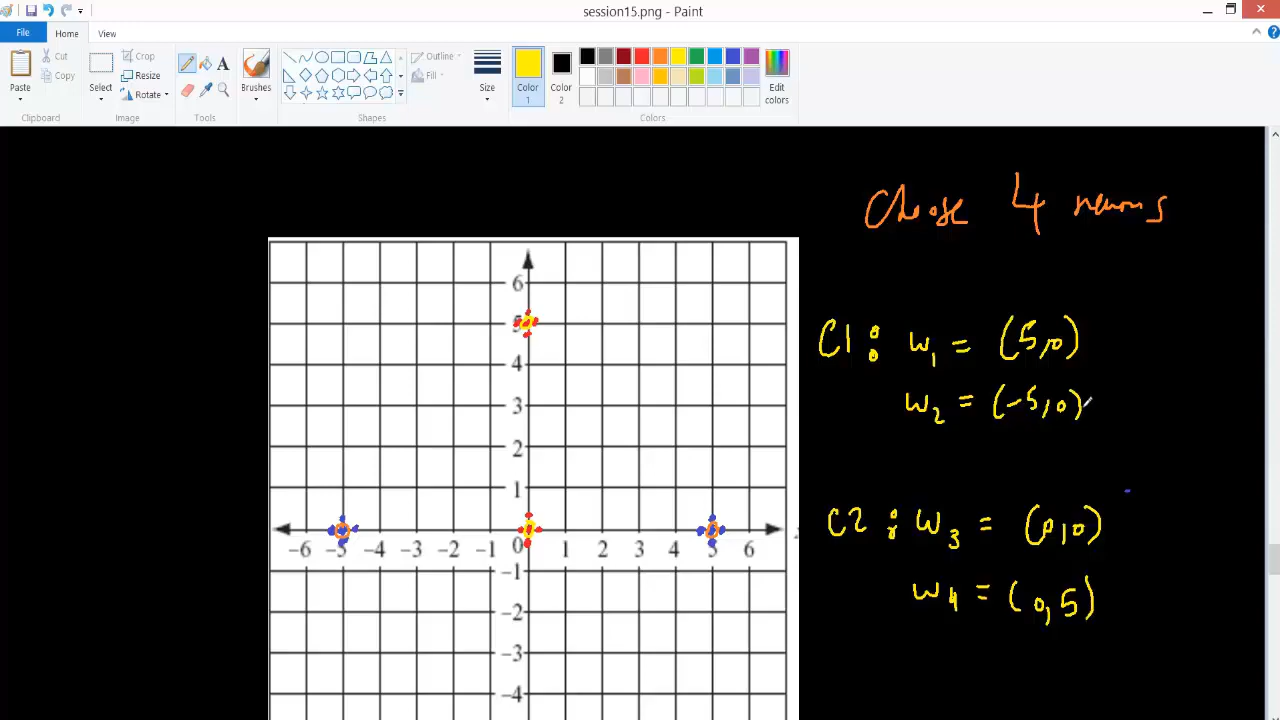 session15.png - Paint
File Home View
Paste Cut Copy Select Crop Resize Rotate Brushes Outline Fill Size Color 1 Color 2 Edit colors
Clipboard Image Tools Shapes Colors
Choose 4 neurons
6
5
4
3
2
1
0
-6 -5 -4 -3 -2 -1 1 2 3 4 5 6
-1
-2
-3
-4
C1: w1 = (5,0)
w2 = (-5,0)
C2: w3 = (0,0)
w4 = (0,5)